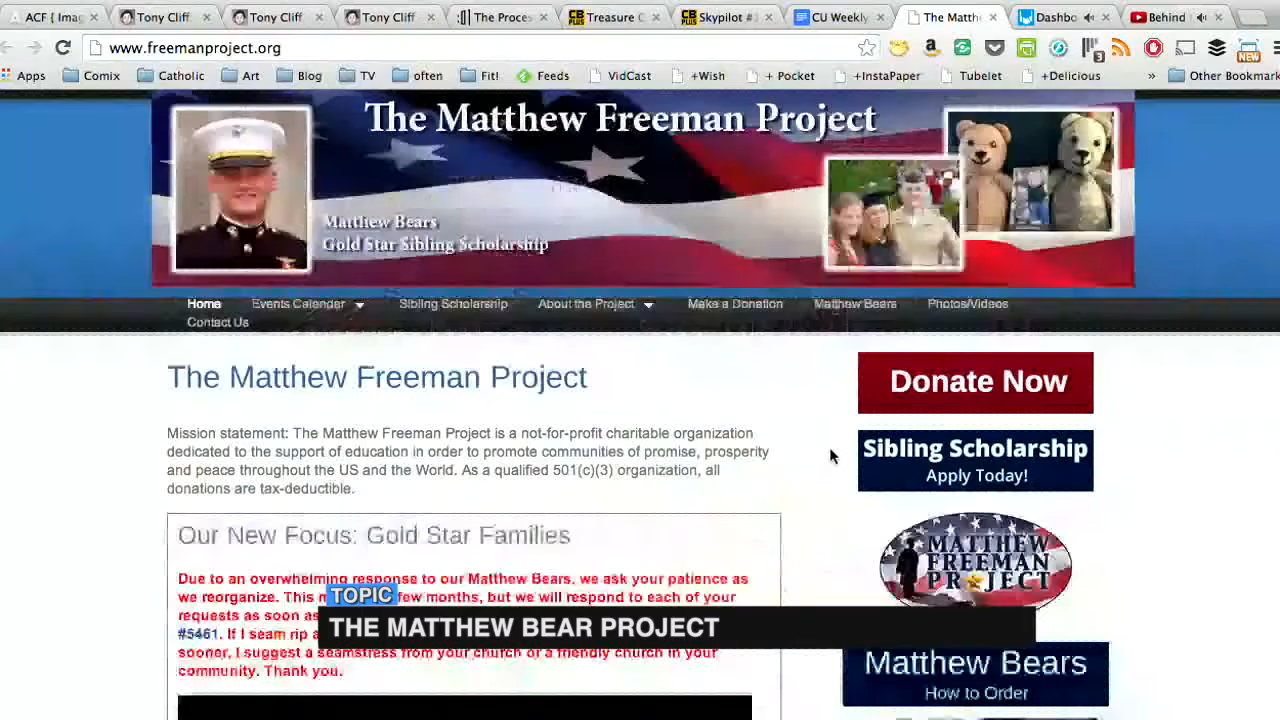 ACF { Imag
Tony Cliff
Tony Cliff
Tony Cliff
The Proces
Treasure C
Skypilot #
CU Weekly
The Matth
Dashbo
Behind
www.freemanproject.org
NEW
3
Apps
Comix
Catholic
Art
Blog
TV
often
Fit!
Feeds
VidCast
+Wish
+ Pocket
+InstaPaper
Tubelet
+Delicious
»
Other Bookmark
The Matthew Freeman Project
Matthew Bears
Gold Star Sibling Scholarship
Home
Events Calendar
Sibling Scholarship
About the Project
Make a Donation
Matthew Bears
Photos/Videos
Contact Us
The Matthew Freeman Project
Mission statement: The Matthew Freeman Project is a not-for-profit charitable organization
dedicated to the support of education in order to promote communities of promise, prosperity
and peace throughout the US and the World. As a qualified 501(c)(3) organization, all
donations are tax-deductible.
Our New Focus: Gold Star Families
Due to an overwhelming response to our Matthew Bears, we ask your patience as
we reorganize. This few months, but we will respond to each of your
requests as soon as
#5461. If I seam rip a
sooner, I suggest a seamstress from your church or a friendly church in your
community. Thank you.
TOPIC
THE MATTHEW BEAR PROJECT
Donate Now
Sibling Scholarship
Apply Today!
MATTHEW
FREEMAN
PROJECT
Matthew Bears
How to Order